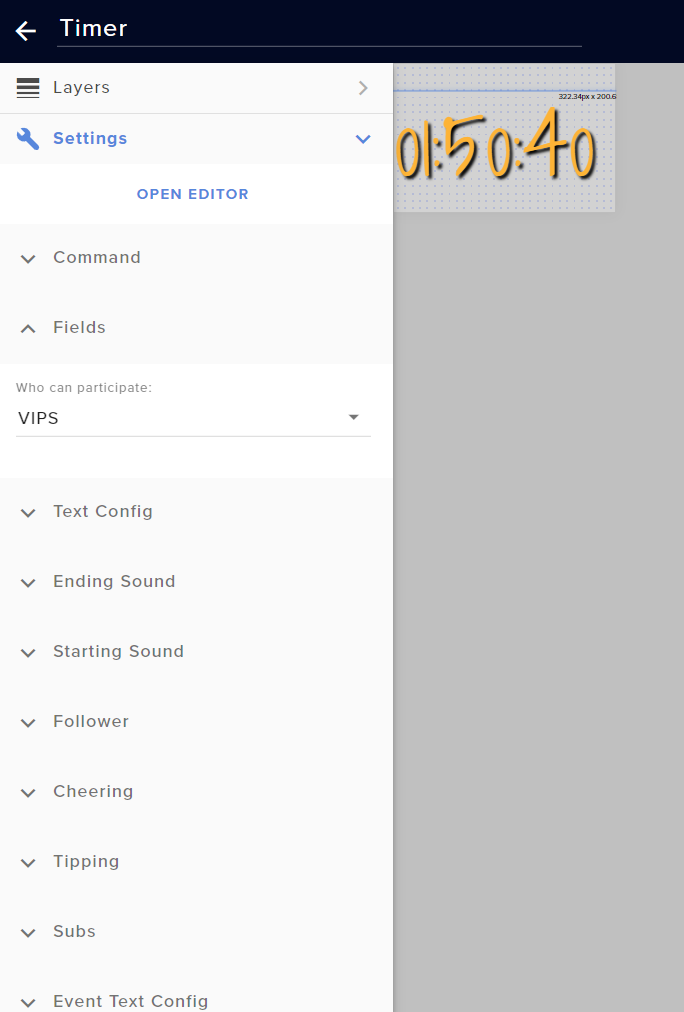 Timer
Layers
Settings
322.34px x 200.6
01:50:40
OPEN EDITOR
Command
Fields
Who can participate:
VIPS
Text Config
Ending Sound
Starting Sound
Follower
Cheering
Tipping
Subs
Event Text Config